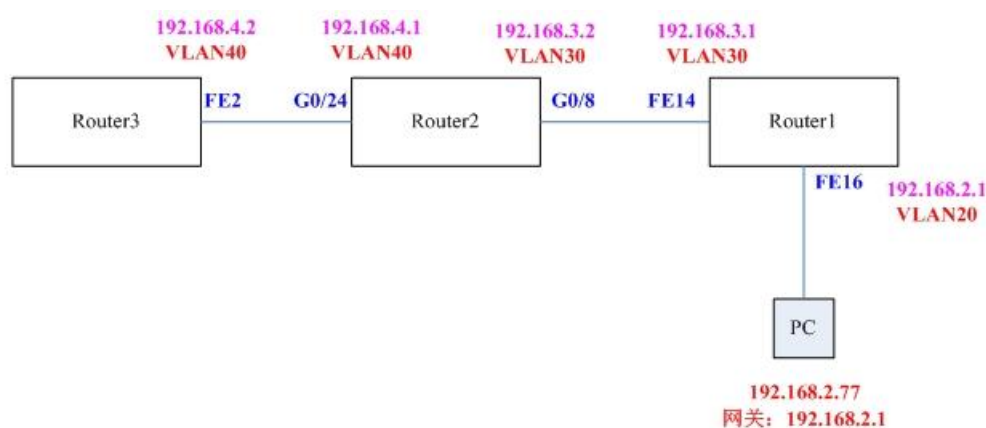 192.168.4.2
VLAN40
192.168.4.1
VLAN40
192.168.3.2
VLAN30
192.168.3.1
VLAN30
Router3
FE2
G0/24
Router2
G0/8
FE14
Router1
FE16
192.168.2.1
VLAN20
PC
192.168.2.77
网关：192.168.2.1